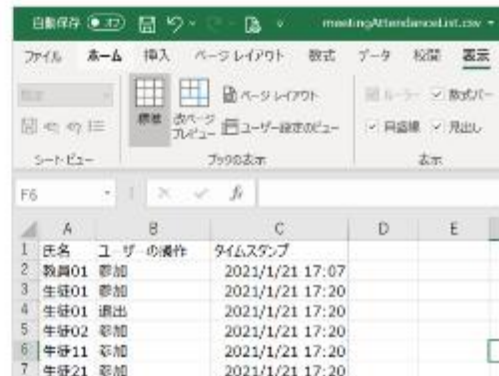 自動保存 オフ meetingAttendanceList.csv
ファイル ホーム 挿入 ページ レイアウト 数式 データ 校閲 表示
標準 改ページ プレビュー ページ レイアウト ユーザー設定のビュー ルーラー 数式バー
目盛線 見出し
シート ビュー ブックの表示 表示
F6 fx
A B C D E
1 氏名 ユーザーの操作 タイムスタンプ
2 教員01 参加 2021/1/21 17:07
3 生徒01 参加 2021/1/21 17:20
4 生徒01 退出 2021/1/21 17:20
5 生徒02 参加 2021/1/21 17:20
6 生徒11 参加 2021/1/21 17:20
7 生徒21 参加 2021/1/21 17:20